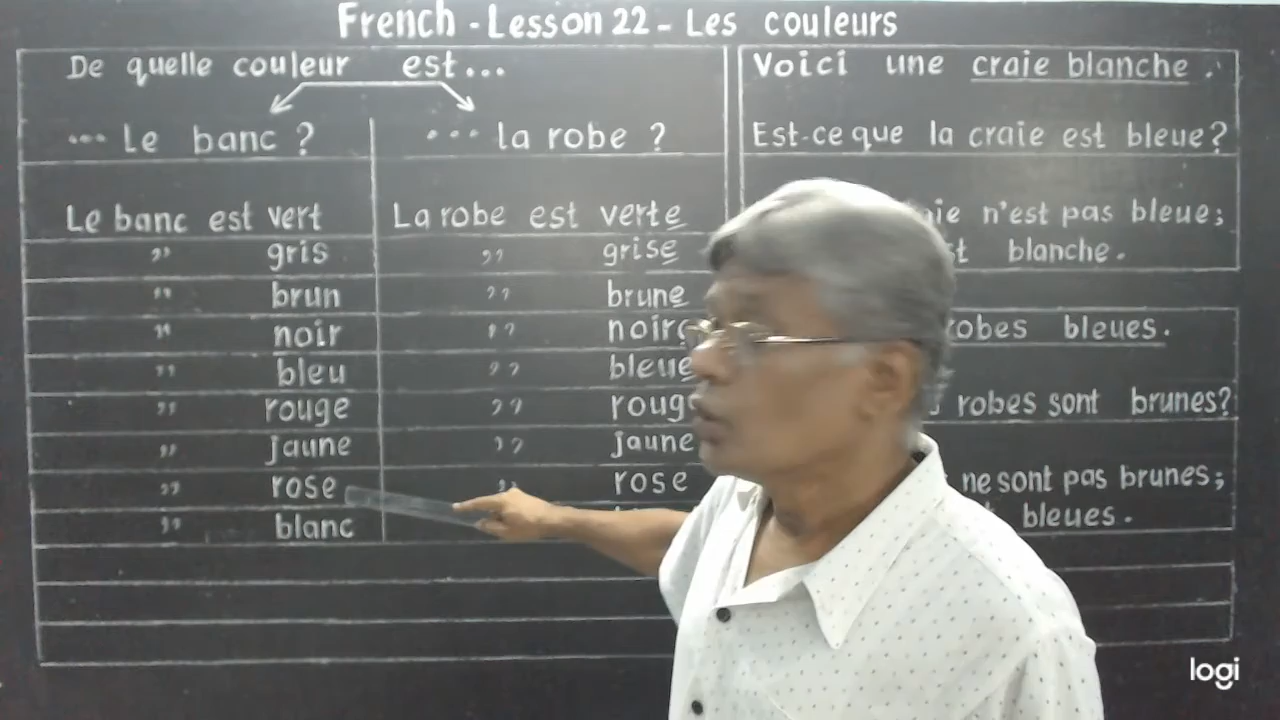 French - Lesson 22 - Les couleurs
De quelle couleur est...
... Le banc ?
... la robe ?
Le banc est vert
La robe est verte
" gris
" grise
" brun
" brune
" noir
" noire
" bleu
" bleue
" rouge
" rouge
" jaune
" jaune
" rose
" rose
" blanc
"
Voici une craie blanche.
Est-ce que la craie est bleue?
n'est pas bleue;
blanche.
robes bleues.
robes sont brunes?
ne sont pas brunes;
bleues.
logi